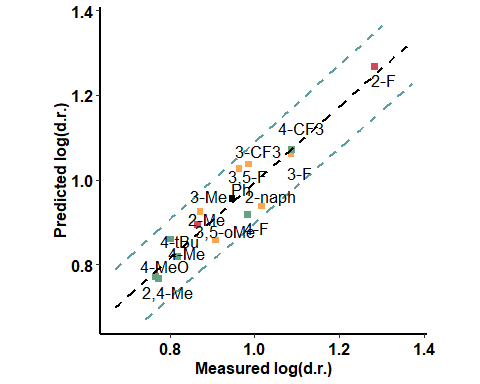 1.4
1.2
1.0
0.8
Predicted log(d.r.)
2-F
4-CF3
3-CF3
3-F
3,5-F
Ph
3-Me
2-naph
2-Me
3,5-oMe
4-F
4-tBu
4-Me
4-MeO
2,4-Me
0.8
1.0
1.2
1.4
Measured log(d.r.)